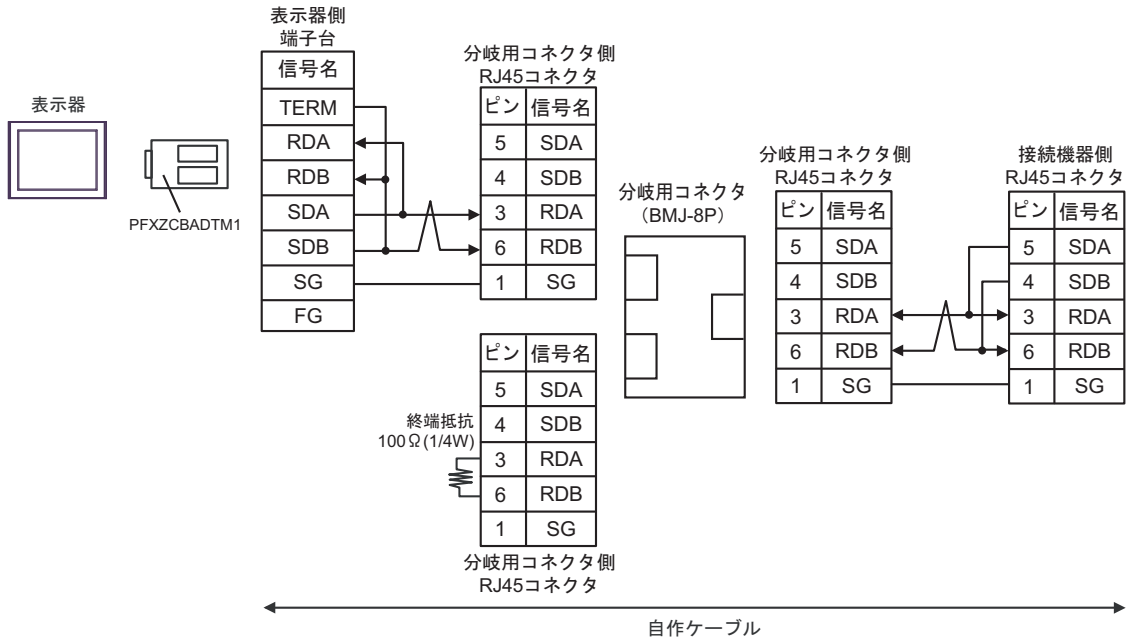 表示器
PFXZCBADTM1
表示器側
端子台
信号名
TERM
RDA
RDB
SDA
SDB
SG
FG
分岐用コネクタ側
RJ45コネクタ
ピン 信号名
5 SDA
4 SDB
3 RDA
6 RDB
1 SG
終端抵抗
100Ω(1/4W)
ピン 信号名
5 SDA
4 SDB
3 RDA
6 RDB
1 SG
分岐用コネクタ側
RJ45コネクタ
分岐用コネクタ
(BMJ-8P)
分岐用コネクタ側
RJ45コネクタ
ピン 信号名
5 SDA
4 SDB
3 RDA
6 RDB
1 SG
接続機器側
RJ45コネクタ
ピン 信号名
5 SDA
4 SDB
3 RDA
6 RDB
1 SG
自作ケーブル